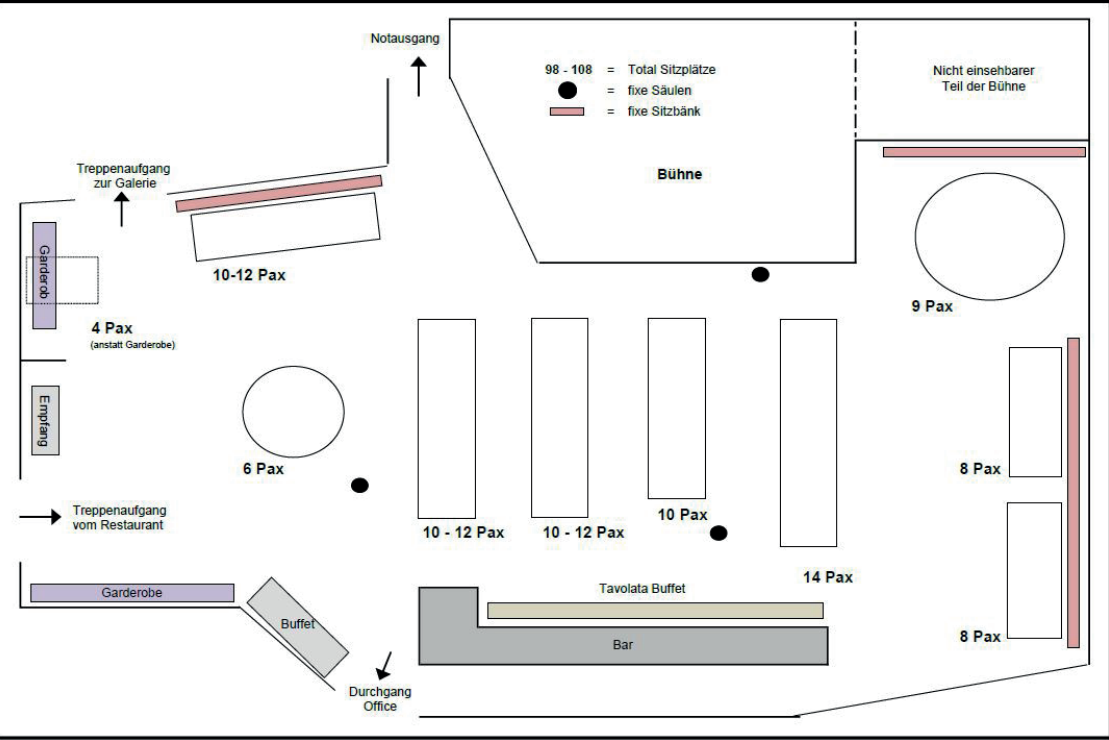 Notausgang
98 - 108 = Total Sitzplätze
= fixe Säulen
= fixe Sitzbänk
Nicht einsehbarer
Teil der Bühne
Bühne
Treppenaufgang
zur Galerie
Garderob
10-12 Pax
4 Pax
(anstatt Garderobe)
9 Pax
Empfang
6 Pax
8 Pax
Treppenaufgang
vom Restaurant
10 - 12 Pax
10 - 12 Pax
10 Pax
14 Pax
Garderobe
Tavolata Buffet
Buffet
Bar
8 Pax
Durchgang
Office